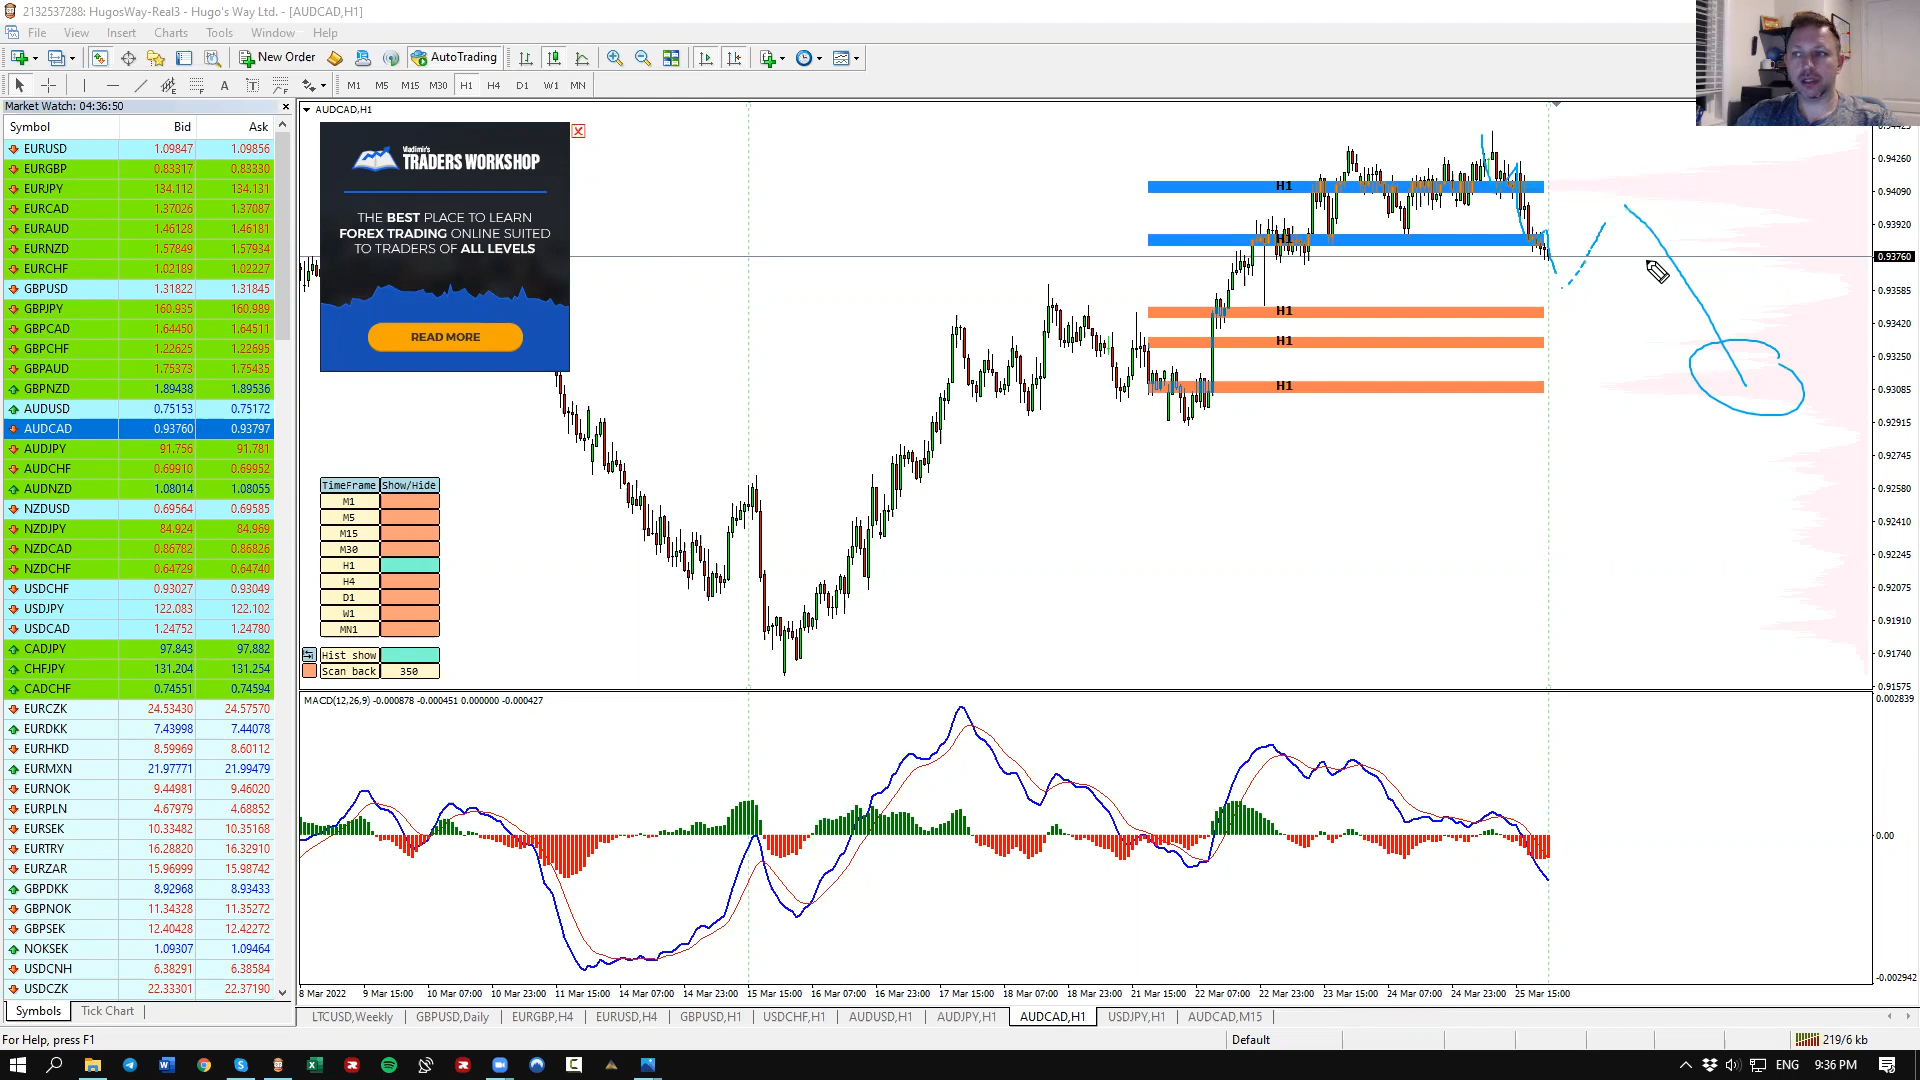 2132537288: HugosWay-Real3 - Hugo's Way Ltd. - [AUDCAD,H1]
File View Insert Charts Tools Window Help
New Order AutoTrading
A T M1 M5 M15 M30 H1 H4 D1 W1 MN
Market Watch: 04:36:50
Symbol Bid Ask
EURUSD 1.09847 1.09856
EURGBP 0.83317 0.83330
EURJPY 134.112 134.131
EURCAD 1.37026 1.37087
EURAUD 1.46128 1.46181
EURNZD 1.57849 1.57934
EURCHF 1.02189 1.02227
GBPUSD 1.31822 1.31845
GBPJPY 160.935 160.989
GBPCAD 1.64450 1.64511
GBPCHF 1.22625 1.22695
GBPAUD 1.75373 1.75435
GBPNZD 1.89438 1.89536
AUDUSD 0.75153 0.75172
AUDCAD 0.93760 0.93797
AUDJPY 91.756 91.781
AUDCHF 0.69910 0.69952
AUDNZD 1.08014 1.08055
NZDUSD 0.69564 0.69585
NZDJPY 84.924 84.969
NZDCAD 0.86782 0.86826
NZDCHF 0.64729 0.64740
USDCHF 0.93027 0.93049
USDJPY 122.083 122.102
USDCAD 1.24752 1.24780
CADJPY 97.843 97.882
CHFJPY 131.204 131.254
CADCHF 0.74551 0.74594
EURCZK 24.53430 24.57570
EURDKK 7.43998 7.44078
EURHKD 8.59969 8.60112
EURMXN 21.97771 21.99479
EURNOK 9.44981 9.46020
EURPLN 4.67979 4.68852
EURSEK 10.33482 10.35168
EURTRY 16.28820 16.32910
EURZAR 15.96999 15.98742
GBPDKK 8.92968 8.93433
GBPNOK 11.34328 11.35272
GBPSEK 12.40428 12.42272
NOKSEK 1.09307 1.09464
USDCNH 6.38291 6.38584
USDCZK 22.33301 22.37190
Symbols Tick Chart
AUDCAD,H1
Vladimir's
TRADERS WORKSHOP
THE BEST PLACE TO LEARN
FOREX TRADING ONLINE SUITED
TO TRADERS OF ALL LEVELS
READ MORE
TimeFrame Show/Hide
M1
M5
M15
M30
H1
H4
D1
W1
MN1
Hist show
Scan back 350
H1
H1
H1
H1
H1
0.94260
0.94090
0.93920
0.93760
0.93585
0.93420
0.93250
0.93085
0.92915
0.92745
0.92580
0.92410
0.92245
0.92075
0.91910
0.91740
0.91575
MACD(12,26,9) -0.000878 -0.000451 0.000000 -0.000427
0.002839
0.00
-0.002942
8 Mar 2022 9 Mar 15:00 10 Mar 07:00 10 Mar 23:00 11 Mar 15:00 14 Mar 07:00 14 Mar 23:00 15 Mar 15:00 16 Mar 07:00 16 Mar 23:00 17 Mar 15:00 18 Mar 07:00 18 Mar 23:00 21 Mar 15:00 22 Mar 07:00 22 Mar 23:00 23 Mar 15:00 24 Mar 07:00 24 Mar 23:00 25 Mar 15:00
LTCUSD,Weekly GBPUSD,Daily EURGBP,H4 EURUSD,H4 GBPUSD,H1 USDCHF,H1 AUDUSD,H1 AUDJPY,H1 AUDCAD,H1 USDJPY,H1 AUDCAD,M15
For Help, press F1 Default 219/6 kb
ENG 9:36 PM